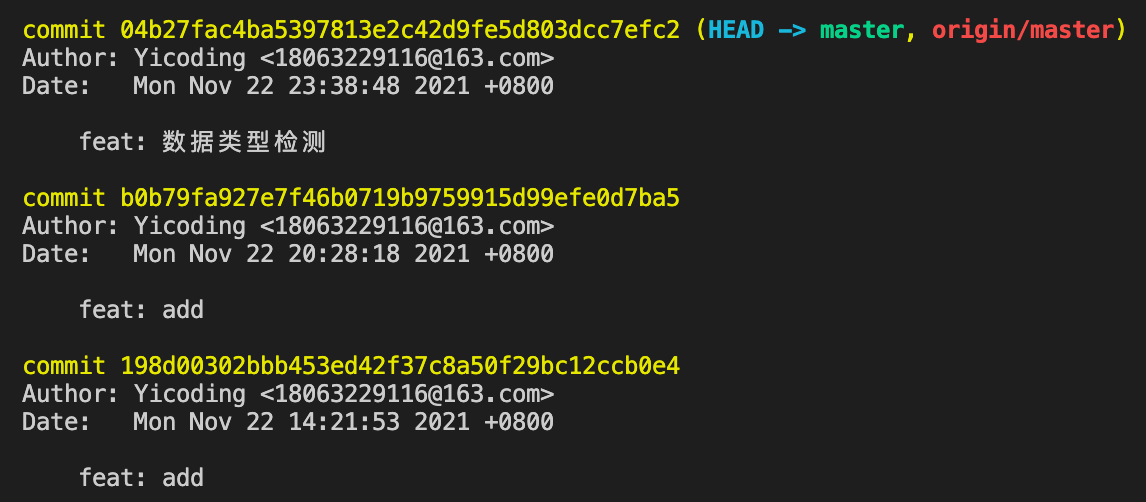 commit 04b27fac4ba5397813e2c42d9fe5d803dcc7efc2 (HEAD -> master, origin/master)
Author: Yicoding <18063229116@163.com>
Date:   Mon Nov 22 23:38:48 2021 +0800
feat: 数据类型检测
commit b0b79fa927e7f46b0719b9759915d99efe0d7ba5
Author: Yicoding <18063229116@163.com>
Date:   Mon Nov 22 20:28:18 2021 +0800
feat: add
commit 198d00302bbb453ed42f37c8a50f29bc12ccb0e4
Author: Yicoding <18063229116@163.com>
Date:   Mon Nov 22 14:21:53 2021 +0800
feat: add